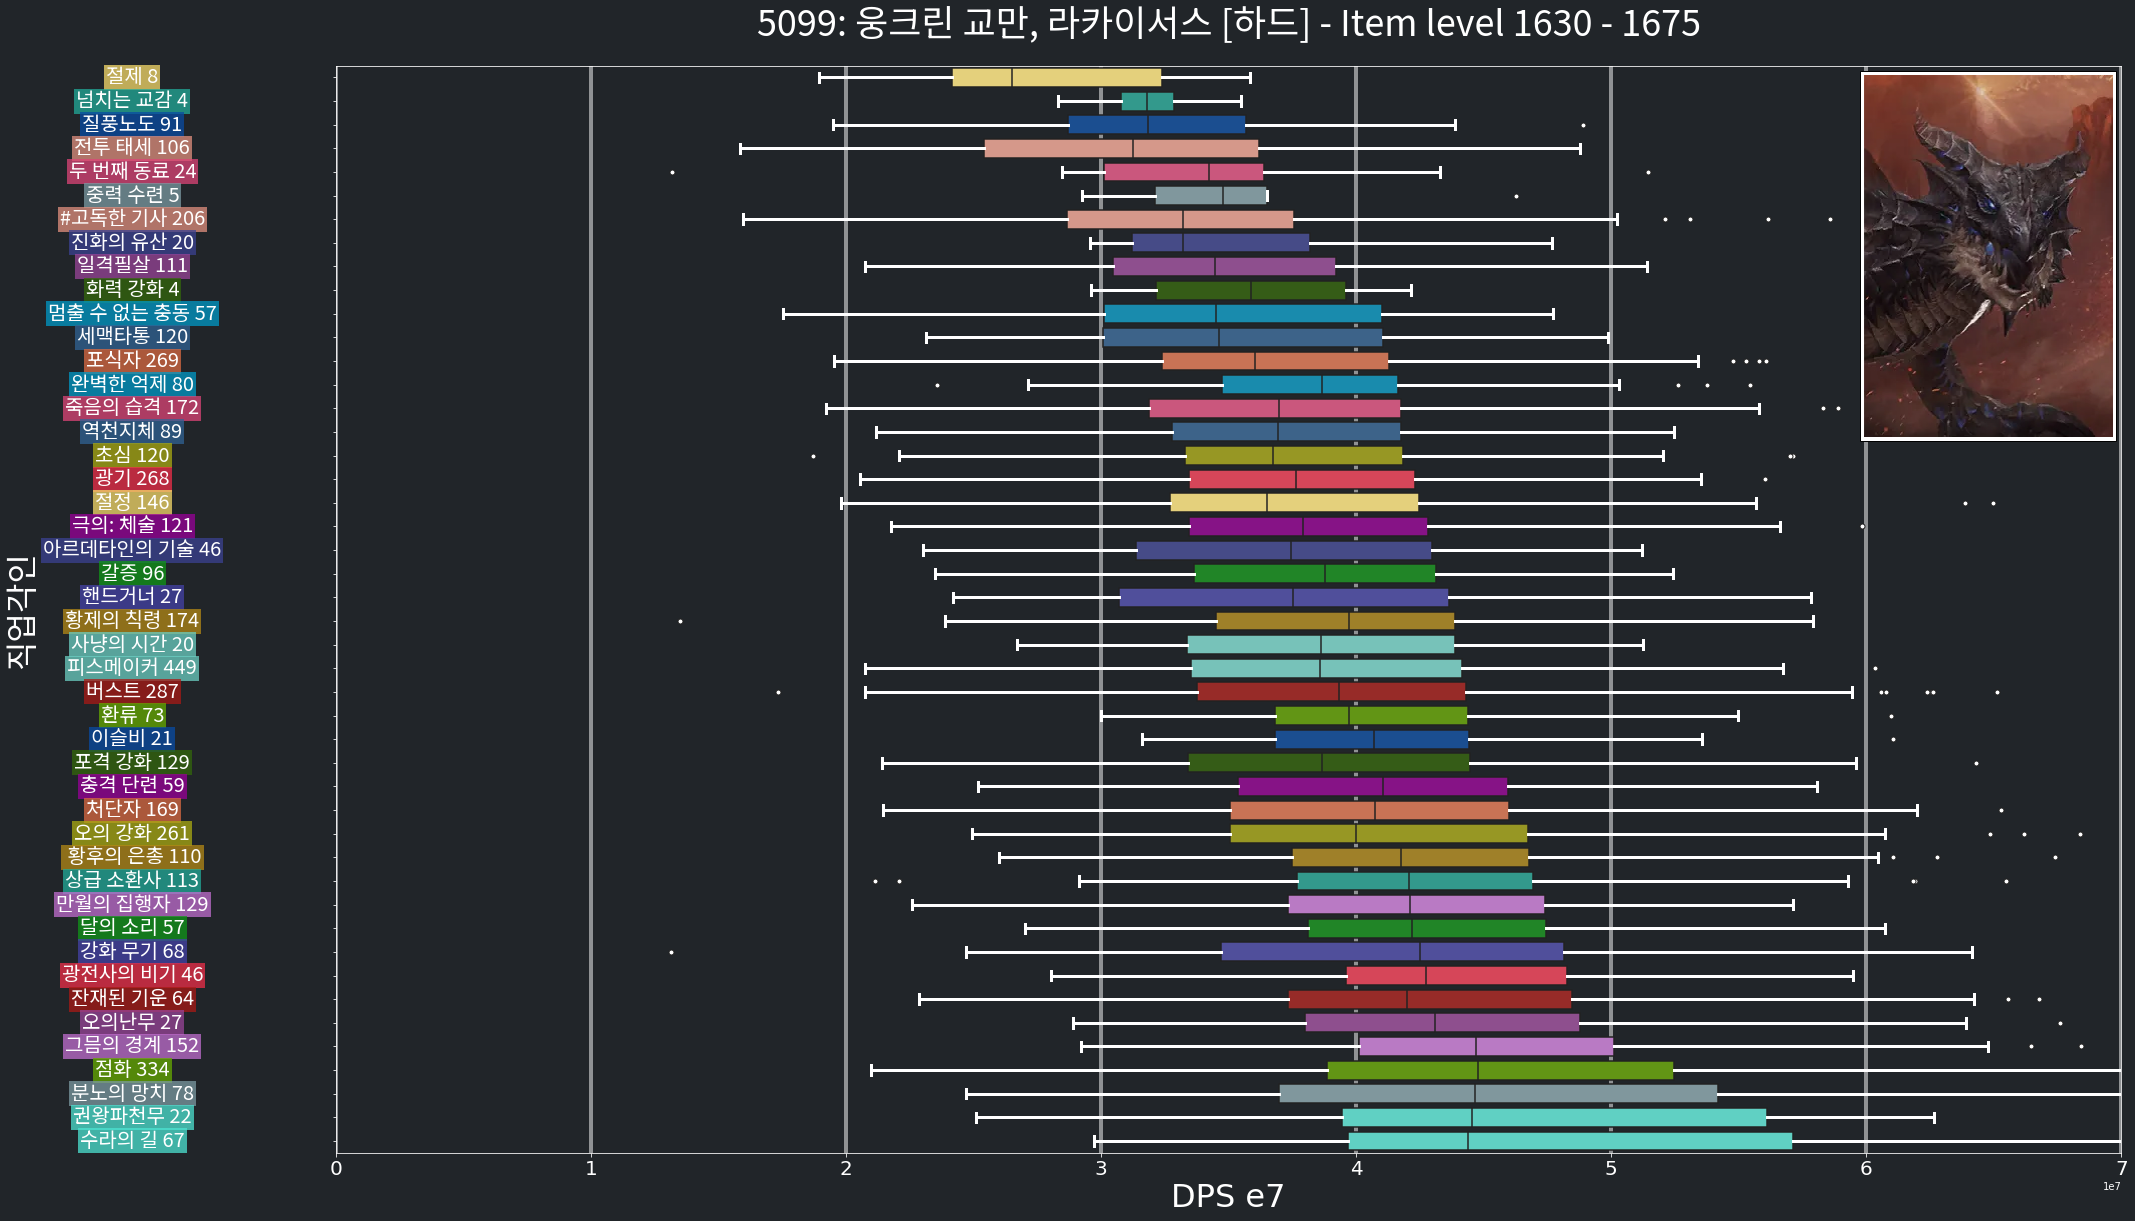 5099: 웅크린 교만, 라카이서스 [하드] - Item level 1630 - 1675
절제 8
넘치는 교감 4
질풍노도 91
전투 태세 106
두 번째 동료 24
중력 수련 5
#고독한 기사 206
진화의 유산 20
일격필살 111
화력 강화 4
멈출 수 없는 충동 57
세맥타통 120
포식자 269
완벽한 억제 80
죽음의 습격 172
역천지체 89
초심 120
광기 268
절정 146
극의: 체술 121
아르데타인의 기술 46
갈증 96
핸드거너 27
황제의 칙령 174
사냥의 시간 20
피스메이커 449
버스트 287
환류 73
이슬비 21
포격 강화 129
충격 단련 59
처단자 169
오의 강화 261
황후의 은총 110
상급 소환사 113
만월의 집행자 129
달의 소리 57
강화 무기 68
광전사의 비기 46
잔재된 기운 64
오의난무 27
그믐의 경계 152
점화 334
분노의 망치 78
권왕파천무 22
수라의 길 67
직업각인
0 1 2 3 4 5 6 7
1e7
DPS e7